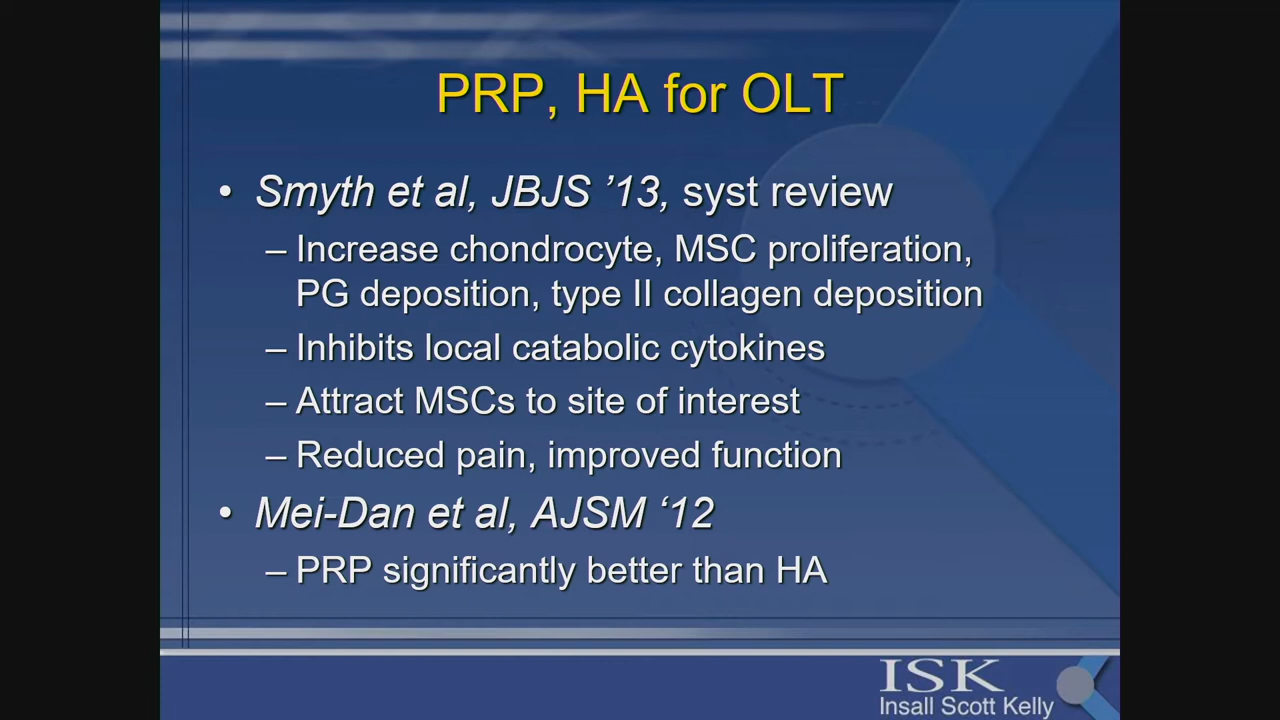 PRP, HA for OLT
• Smyth et al, JBJS ’13, syst review
– Increase chondrocyte, MSC proliferation,
PG deposition, type II collagen deposition
– Inhibits local catabolic cytokines
– Attract MSCs to site of interest
– Reduced pain, improved function
• Mei-Dan et al, AJSM ‘12
– PRP significantly better than HA
ISK
Insall Scott Kelly